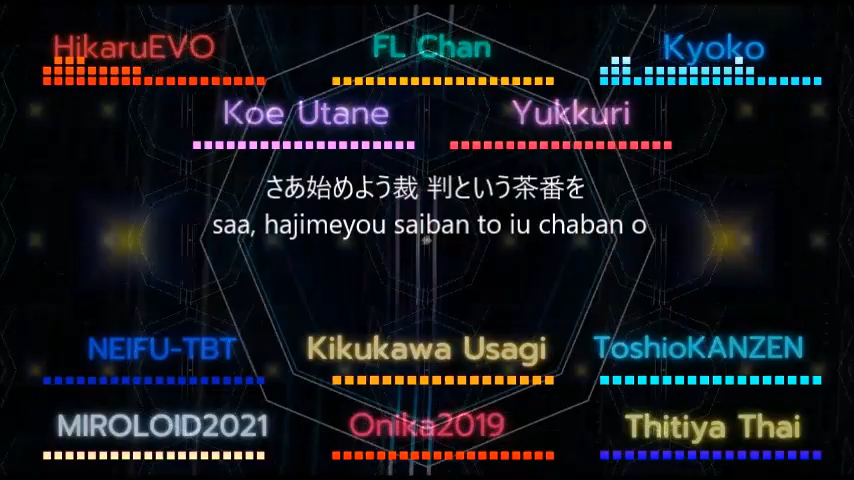 HikaruEVO
FL Chan
Kyoko
Koe Utane
Yukkuri
さあ始めよう裁 判という茶番を
saa, hajimeyou saiban to iu chaban o
NEIFU-TBT
Kikukawa Usagi
ToshioKANZEN
MIROLOID2021
Onika2019
Thitiya Thai